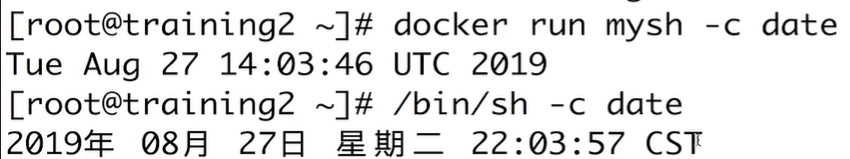 [root@training2 ~]# docker run mysh -c date
Tue Aug 27 14:03:46 UTC 2019
[root@training2 ~]# /bin/sh -c date
2019年 08月 27日 星期二 22:03:57 CST